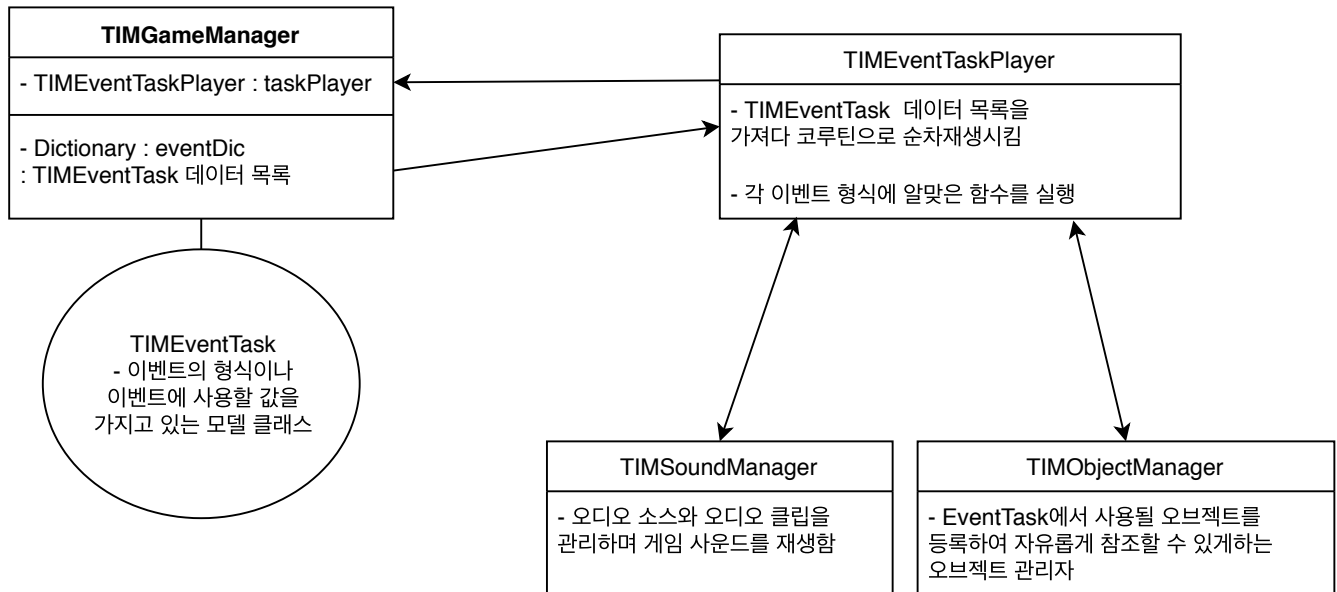 TIMGameManager
- TIMEventTaskPlayer : taskPlayer
- Dictionary : eventDic
: TIMEventTask 데이터 목록
TIMEventTask
- 이벤트의 형식이나
이벤트에 사용할 값을
가지고 있는 모델 클래스
TIMEventTaskPlayer
- TIMEventTask 데이터 목록을
가져다 코루틴으로 순차재생시킴
- 각 이벤트 형식에 알맞은 함수를 실행
TIMSoundManager
- 오디오 소스와 오디오 클립을
관리하며 게임 사운드를 재생함
TIMObjectManager
- EventTask에서 사용될 오브젝트를
등록하여 자유롭게 참조할 수 있게하는
오브젝트 관리자